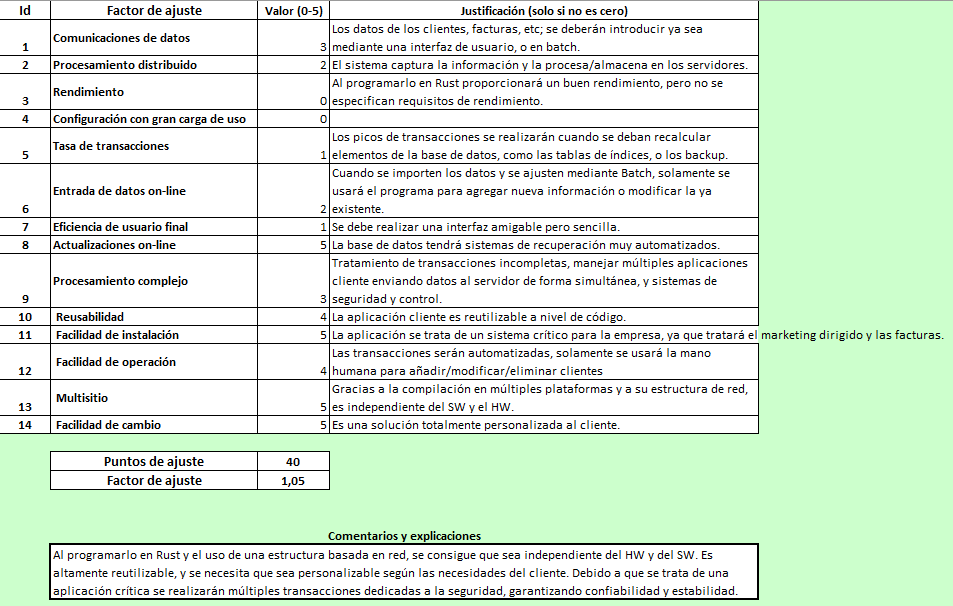 Id Factor de ajuste Valor (0-5) Justificación (solo si no es cero)
1 Comunicaciones de datos 3 Los datos de los clientes, facturas, etc; se deberán introducir ya sea
mediante una interfaz de usuario, o en batch.
2 Procesamiento distribuido 2 El sistema captura la información y la procesa/almacena en los servidores.
3 Rendimiento 0 Al programarlo en Rust proporcionará un buen rendimiento, pero no se
especifican requisitos de rendimiento.
4 Configuración con gran carga de uso 0
5 Tasa de transacciones 1 Los picos de transacciones se realizarán cuando se deban recalcular
elementos de la base de datos, como las tablas de índices, o los backup.
6 Entrada de datos on-line 2 Cuando se importen los datos y se ajusten mediante Batch, solamente se
usará el programa para agregar nueva información o modificar la ya
existente.
7 Eficiencia de usuario final 1 Se debe realizar una interfaz amigable pero sencilla.
8 Actualizaciones on-line 5 La base de datos tendrá sistemas de recuperación muy automatizados.
9 Procesamiento complejo 3 Tratamiento de transacciones incompletas, manejar múltiples aplicaciones
cliente enviando datos al servidor de forma simultánea, y sistemas de
seguridad y control.
10 Reusabilidad 4 La aplicación cliente es reutilizable a nivel de código.
11 Facilidad de instalación 5 La aplicación se trata de un sistema crítico para la empresa, ya que tratará el marketing dirigido y las facturas.
12 Facilidad de operación 4 Las transacciones serán automatizadas, solamente se usará la mano
humana para añadir/modificar/eliminar clientes
13 Multisitio 5 Gracias a la compilación en múltiples plataformas y a su estructura de red,
es independiente del SW y el HW.
14 Facilidad de cambio 5 Es una solución totalmente personalizada al cliente.
Puntos de ajuste 40
Factor de ajuste 1,05
Comentarios y explicaciones
Al programarlo en Rust y el uso de una estructura basada en red, se consigue que sea independiente del HW y del SW. Es
altamente reutilizable, y se necesita que sea personalizable según las necesidades del cliente. Debido a que se trata de una
aplicación crítica se realizarán múltiples transacciones dedicadas a la seguridad, garantizando confiabilidad y estabilidad.